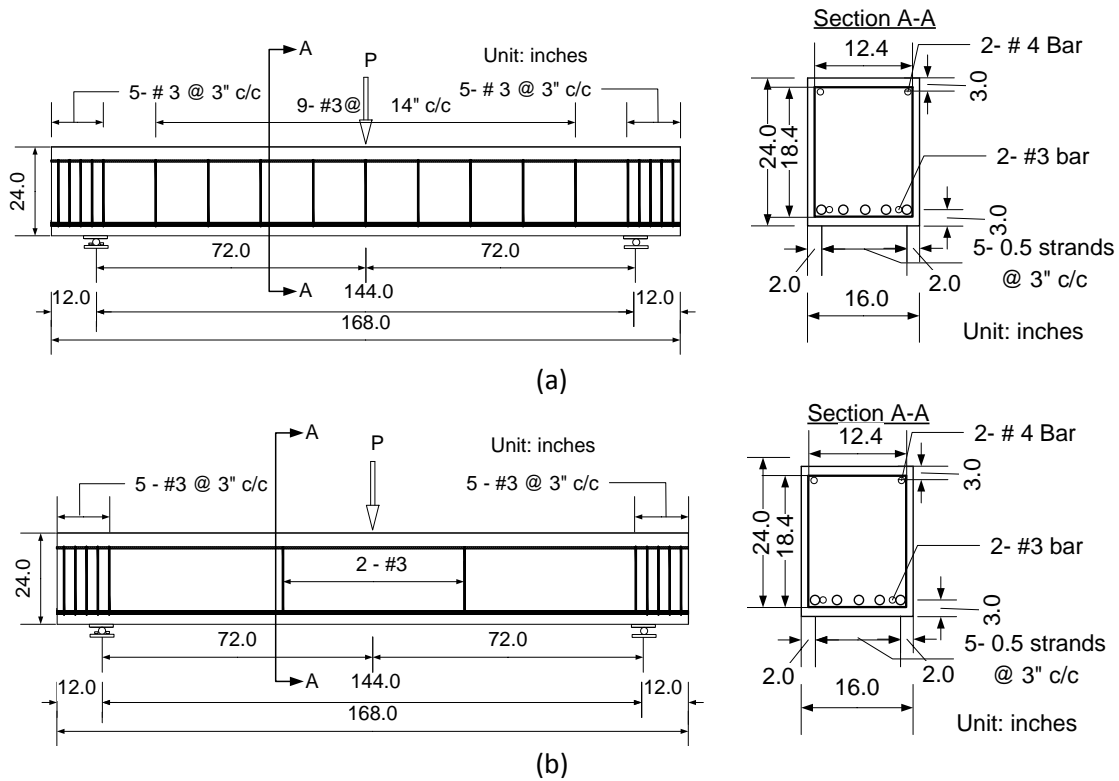 Section A-A
A
P
Unit: inches
12.4
2- # 4 Bar
5- # 3 @ 3" c/c
9- #3@ 14" c/c
5- # 3 @ 3" c/c
3.0
24.0
18.4
2- #3 bar
24.0
3.0
72.0
72.0
5- 0.5 strands
@ 3" c/c
A
144.0
2.0
2.0
12.0
12.0
16.0
168.0
Unit: inches
(a)
Section A-A
A
P
Unit: inches
12.4
2- # 4 Bar
5 - #3 @ 3" c/c
5 - #3 @ 3" c/c
3.0
24.0
18.4
2 - #3
2- #3 bar
24.0
3.0
72.0
72.0
5- 0.5 strands
@ 3" c/c
A
144.0
2.0
2.0
12.0
12.0
16.0
168.0
Unit: inches
(b)